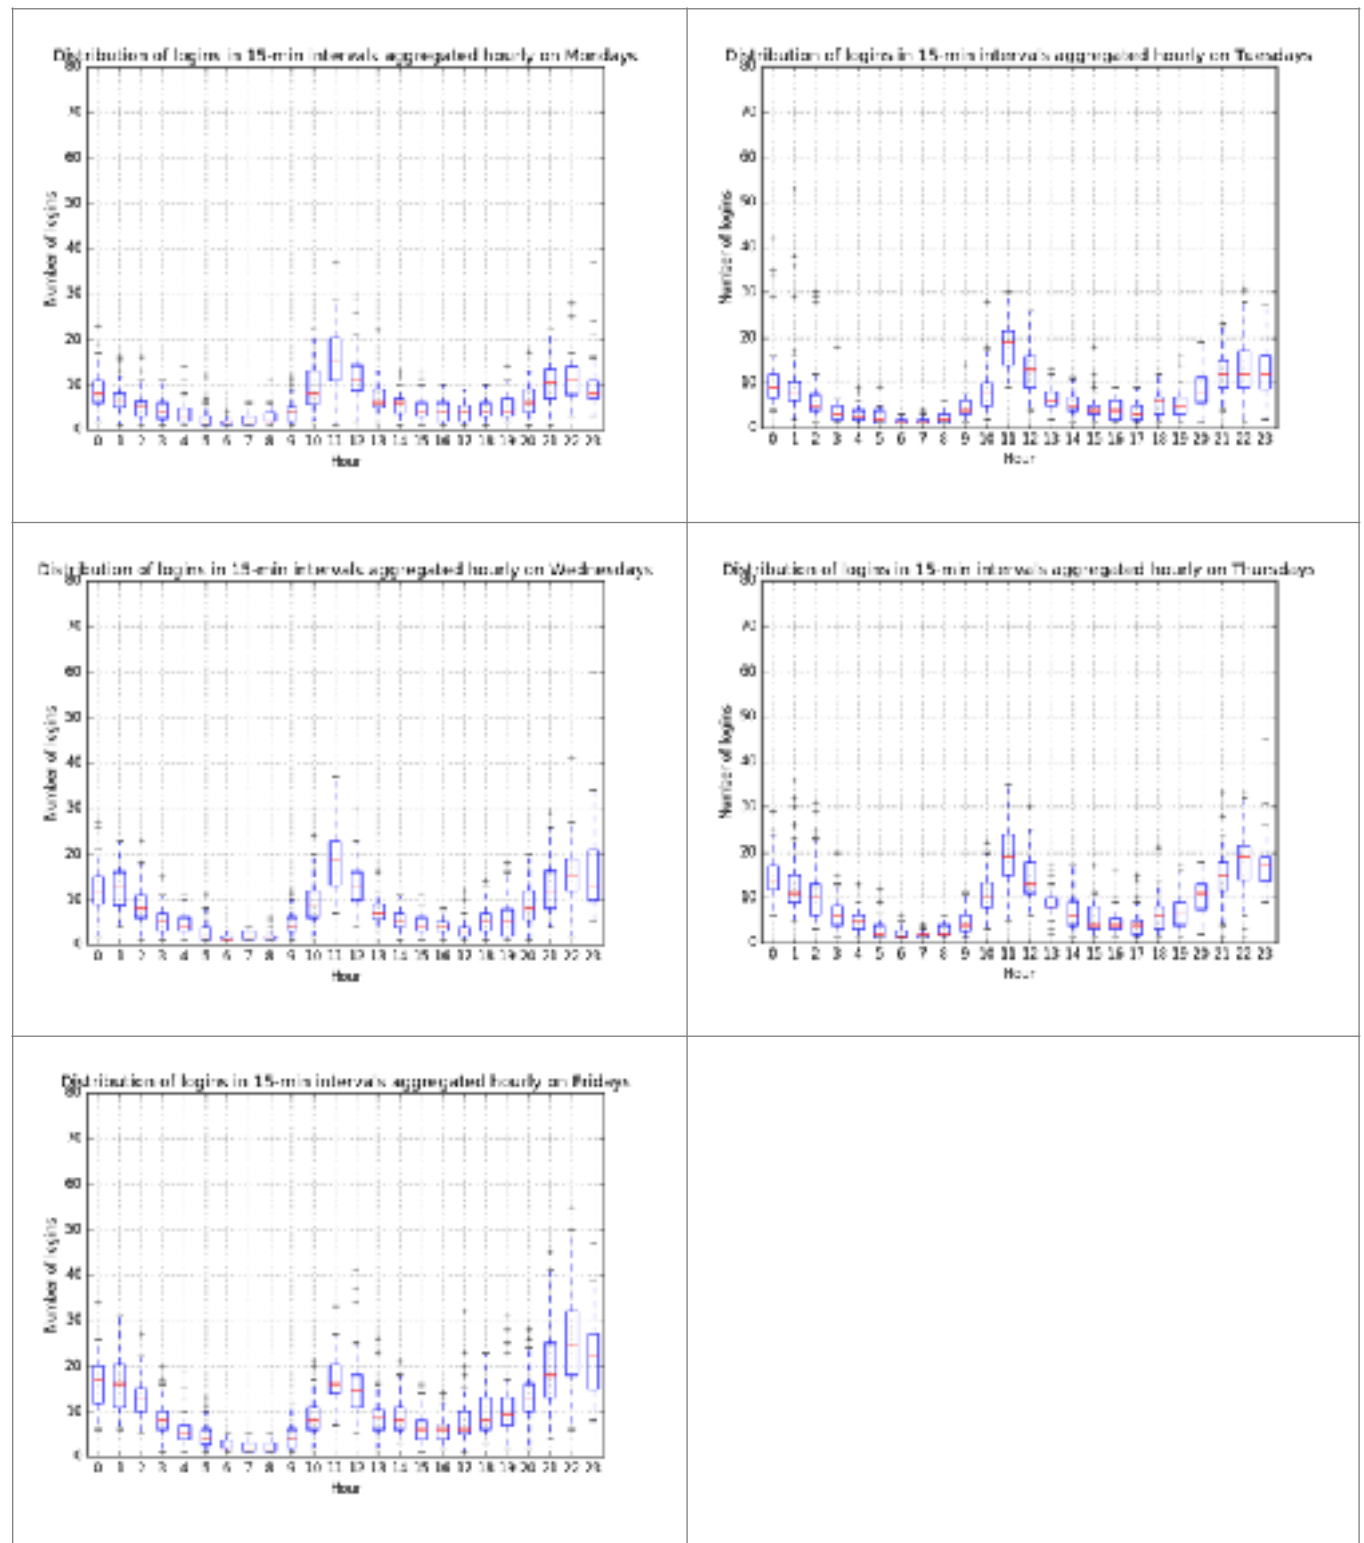 Distribution of logins in 15-min intervals aggregated hourly on Mondays
80
70
60
50
40
30
20
10
0
Number of logins
0 1 2 3 4 5 6 7 8 9 10 11 12 13 14 15 16 17 18 19 20 21 22 23
Hour
Distribution of logins in 15-min intervals aggregated hourly on Tuesdays
80
70
60
50
40
30
20
10
0
Number of logins
0 1 2 3 4 5 6 7 8 9 10 11 12 13 14 15 16 17 18 19 20 21 22 23
Hour
Distribution of logins in 15-min intervals aggregated hourly on Wednesdays
80
70
60
50
40
30
20
10
0
Number of logins
0 1 2 3 4 5 6 7 8 9 10 11 12 13 14 15 16 17 18 19 20 21 22 23
Hour
Distribution of logins in 15-min intervals aggregated hourly on Thursdays
80
70
60
50
40
30
20
10
0
Number of logins
0 1 2 3 4 5 6 7 8 9 10 11 12 13 14 15 16 17 18 19 20 21 22 23
Hour
Distribution of logins in 15-min intervals aggregated hourly on Fridays
80
70
60
50
40
30
20
10
0
Number of logins
0 1 2 3 4 5 6 7 8 9 10 11 12 13 14 15 16 17 18 19 20 21 22 23
Hour